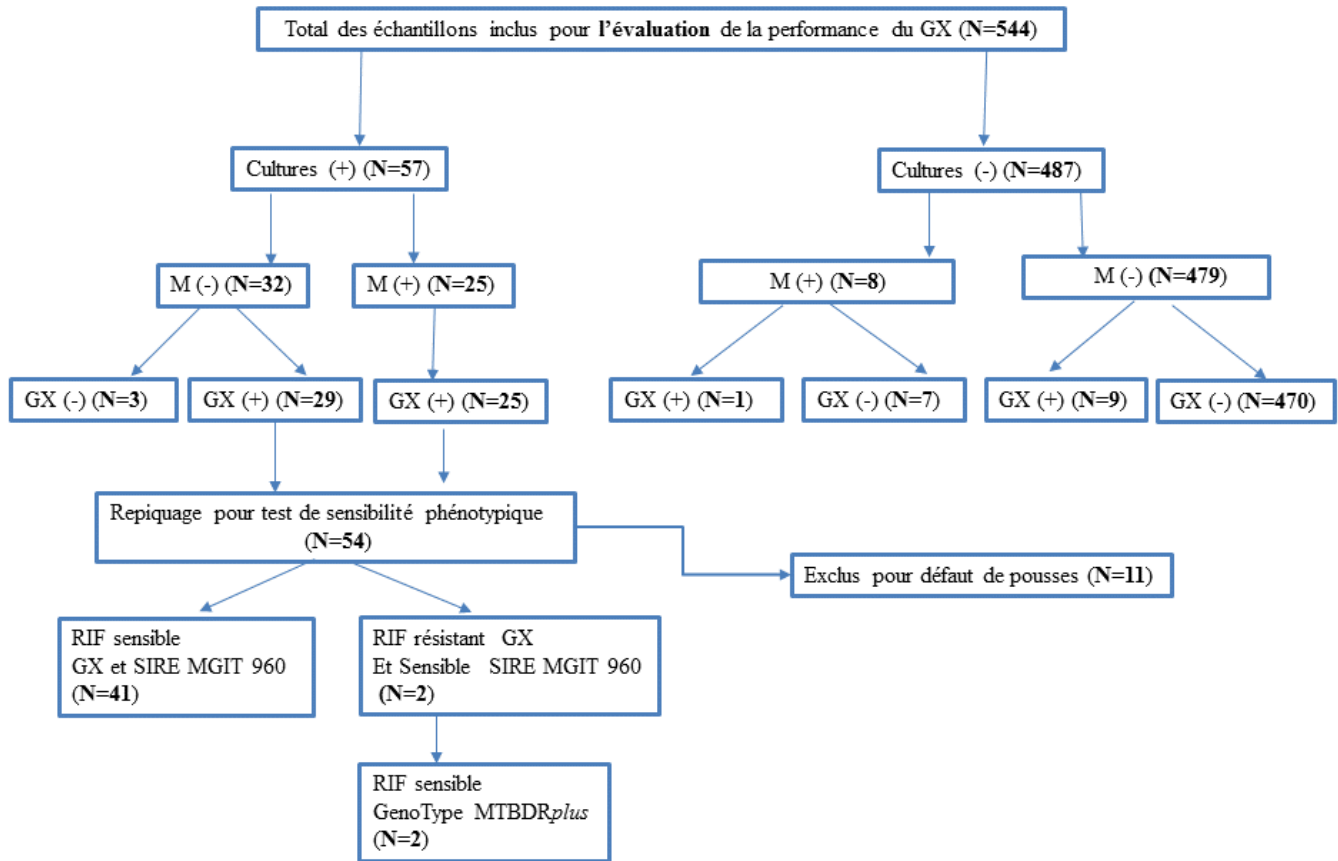 Total des échantillons inclus pour l'évaluation de la performance du GX (N=544)
Cultures (+) (N=57)
Cultures (-) (N=487)
M (-) (N=32)
M (+) (N=25)
M (+) (N=8)
M (-) (N=479)
GX (-) (N=3)
GX (+) (N=29)
GX (+) (N=25)
GX (+) (N=1)
GX (-) (N=7)
GX (+) (N=9)
GX (-) (N=470)
Repiquage pour test de sensibilité phénotypique
(N=54)
Exclus pour défaut de pousses (N=11)
RIF sensible
GX et SIRE MGIT 960
(N=41)
RIF résistant GX
Et Sensible SIRE MGIT 960
(N=2)
RIF sensible
GenoType MTBDRplus
(N=2)